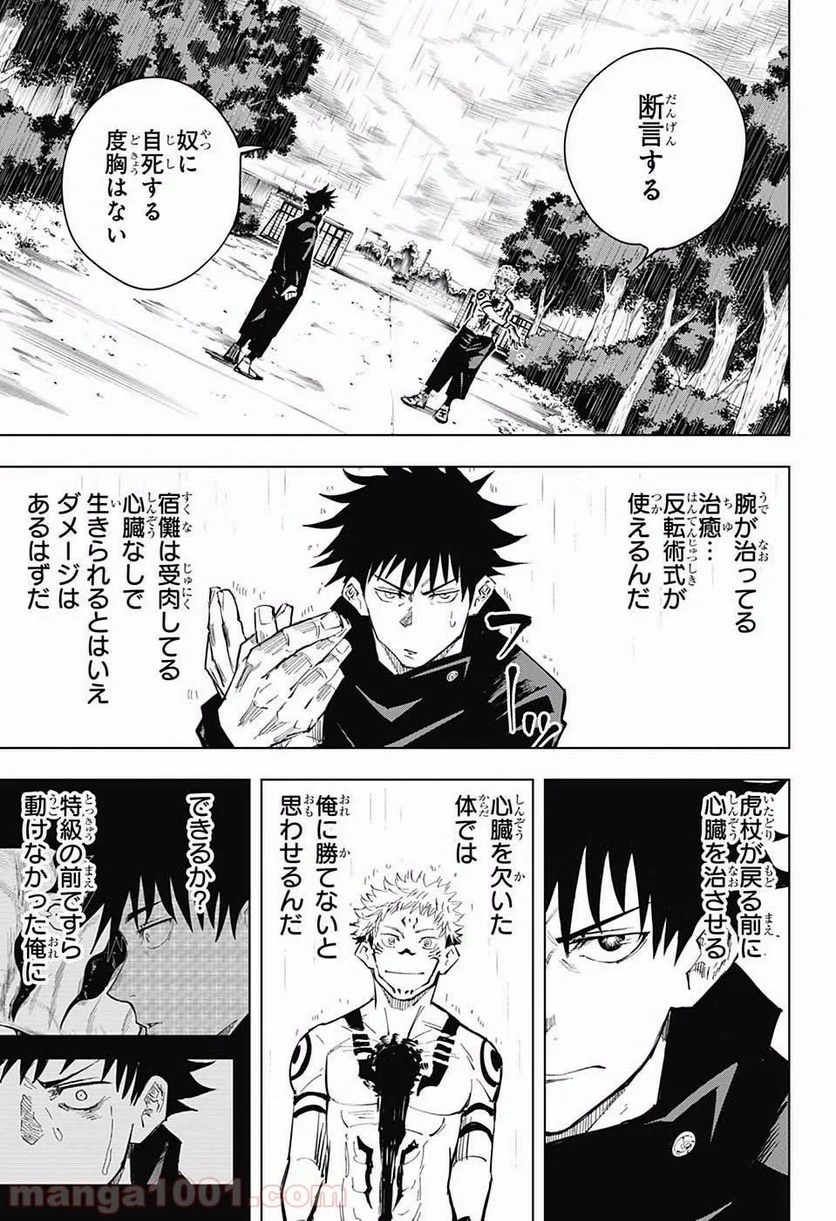 断言する
奴に
自死する
度胸はない
腕が治ってる
治癒…
反転術式が
使えるんだ
宿儺は受肉してる
心臓なしで
生きられるとはいえ
ダメージは
あるはずだ
フーッ
虎杖が戻る前に
心臓を治させる
心臓を欠いた
体では
俺に勝てないと
思わせるんだ
できるか?
特級の前ですら
動けなかった俺に
manga1001.com